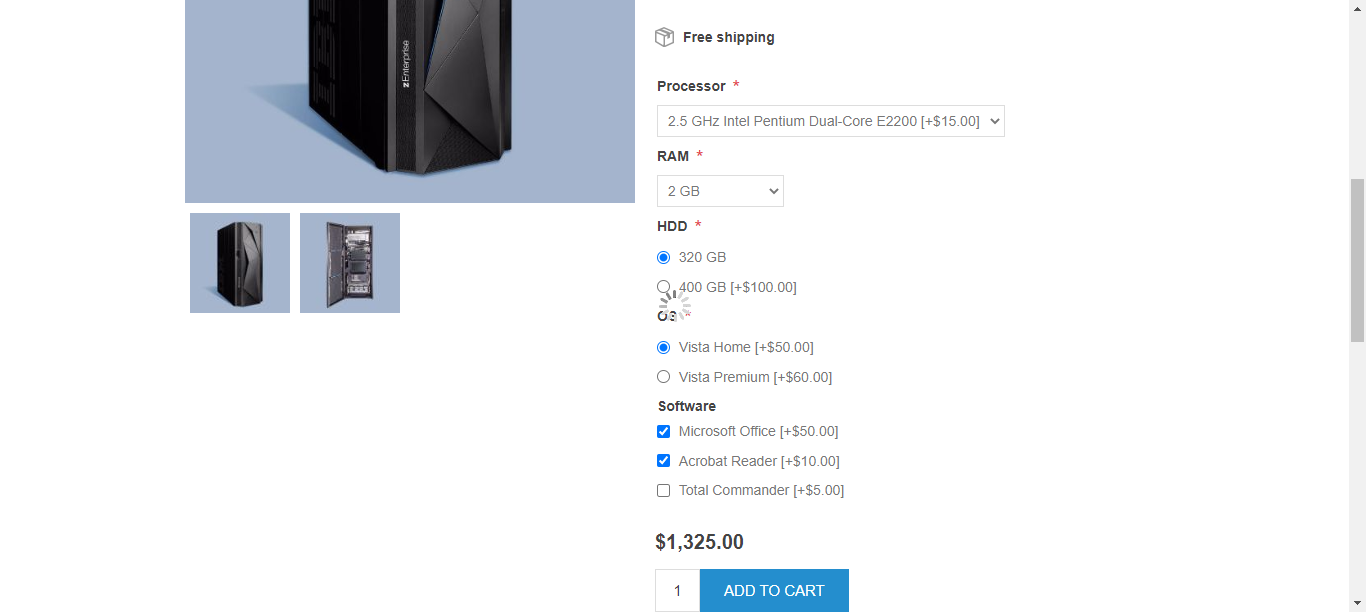 zEnterprise
Free shipping
Processor *
2.5 GHz Intel Pentium Dual-Core E2200 [+$15.00]
RAM *
2 GB
HDD *
320 GB
400 GB [+$100.00]
OS *
Vista Home [+$50.00]
Vista Premium [+$60.00]
Software
Microsoft Office [+$50.00]
Acrobat Reader [+$10.00]
Total Commander [+$5.00]
$1,325.00
1 ADD TO CART